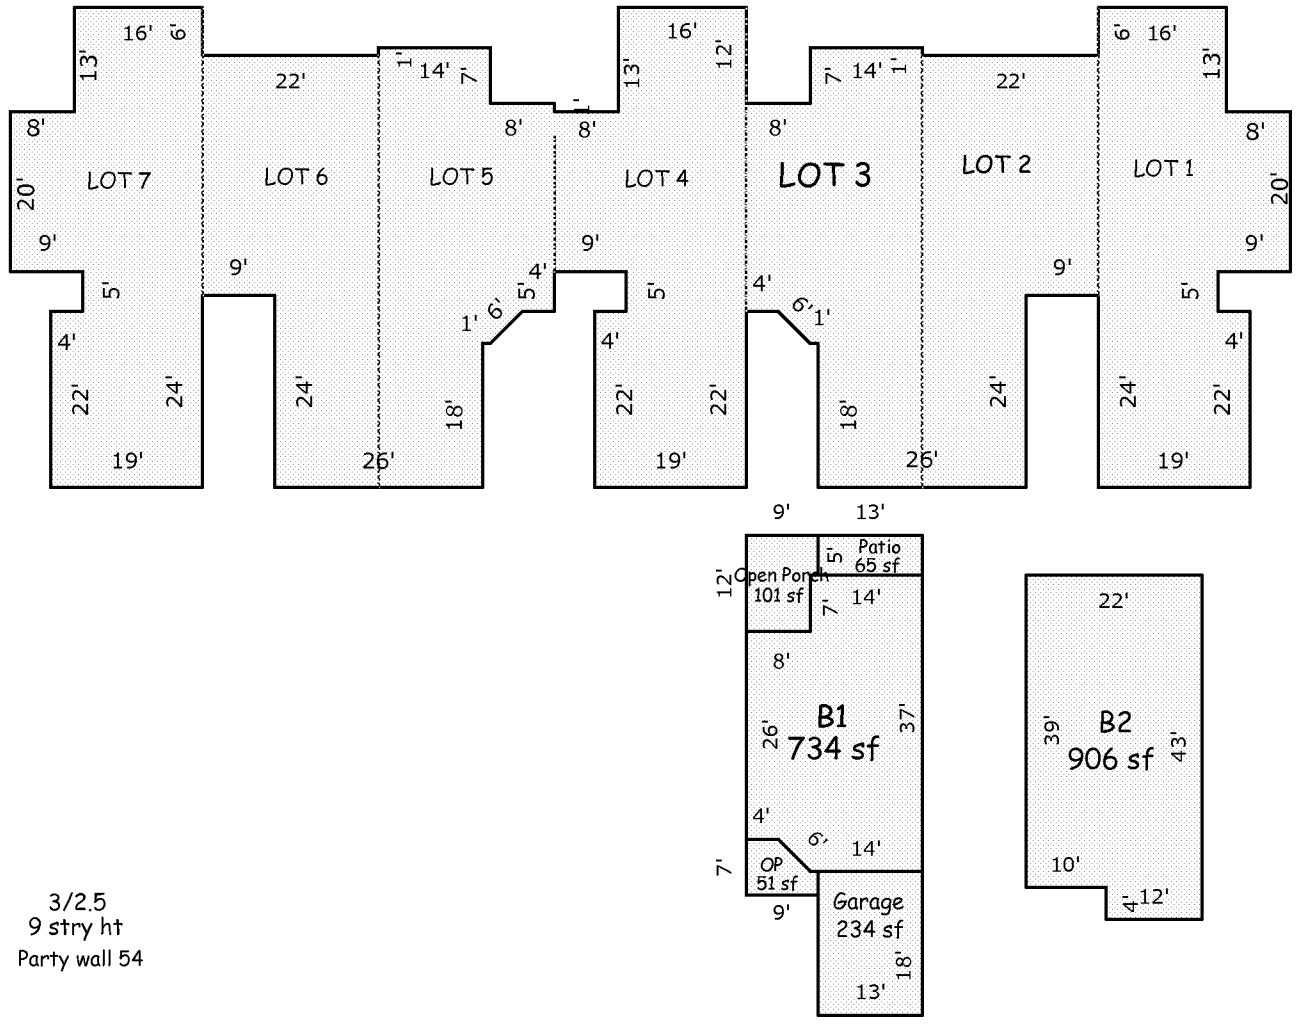 16' 6' 16' 6' 16'
13' 22' 1' 14' 7' 13' 12' 7' 14' 1' 22' 13'
8' 8' 1' 8' 8' 8'
LOT 7 LOT 6 LOT 5 LOT 4 LOT 3 LOT 2 LOT 1
20' 20'
9' 9' 4' 9' 4' 9' 9'
5' 6' 5' 5' 6' 5'
4' 1' 4' 1' 4'
22' 24' 24' 18' 22' 22' 18' 24' 24' 22'
19' 26' 19' 26' 19'
9' 13'
5' Patio
65 sf
12' Open Porch
101 sf
7' 14'
8'
B1
734 sf
26' 37'
4' 6' 14'
7' OP
51 sf
9'
Garage
234 sf
18'
13'
22'
B2
906 sf
39' 43'
10'
4' 12'
3/2.5
9 stry ht
Party wall 54